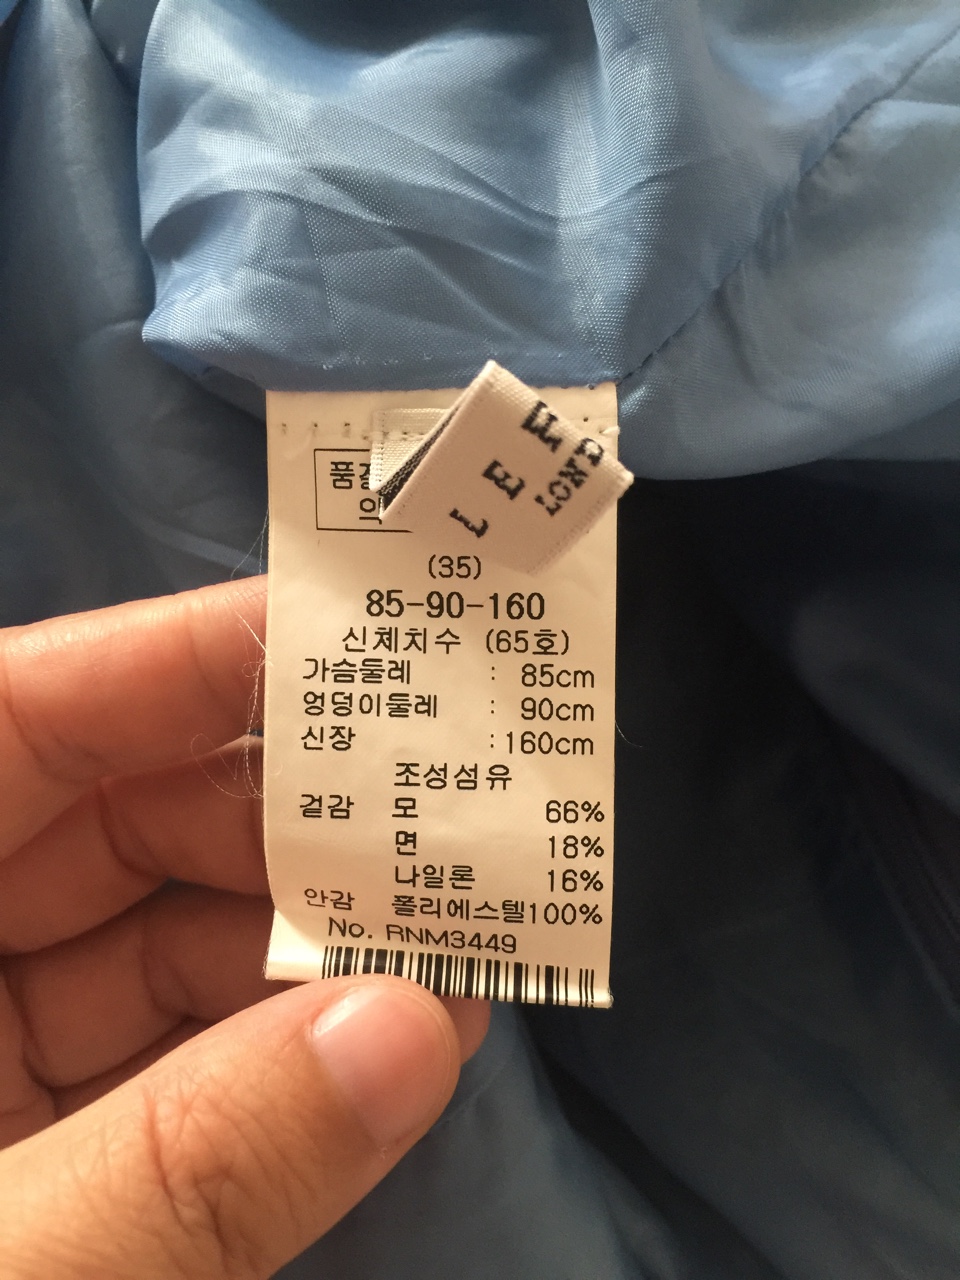 L E E
LOND
(35)
85-90-160
신체치수 (65호)
가슴둘레 : 85cm
엉덩이둘레 : 90cm
신장 : 160cm
조성섬유
겉감 모 66%
면 18%
나일론 16%
안감 폴리에스텔100%
No. RNM3449